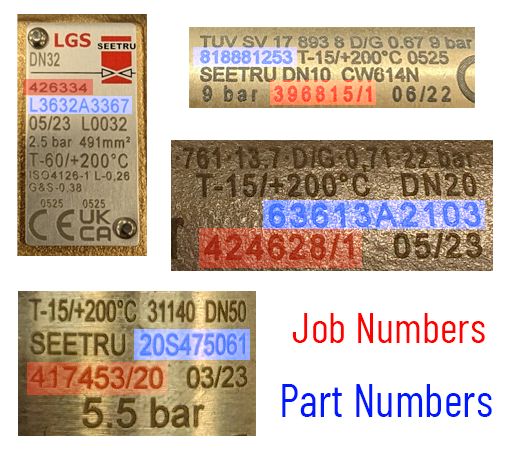 LGS
SEETRU
DN32
426334
L3632A3367
05/23 L0032
2.5 bar 491mm²
T-60/+200°C
ISO4126-1 L-0,26
G&S-0,38
0525 0525
CE UKCA
TUV SV 17 893 8 D/G 0.67 9 bar
818881253 T-15/+200°C 0525
SEETRU DN10 CW614N
9 bar 396815/1 06/22
·761·13.7·D/G·0,71·22 bar
T-15/+200°C DN20
63613A2103
424628/1 05/23
T-15/+200°C 31140 DN50
SEETRU 20S475061
417453/20 03/23
5.5 bar
Job Numbers
Part Numbers